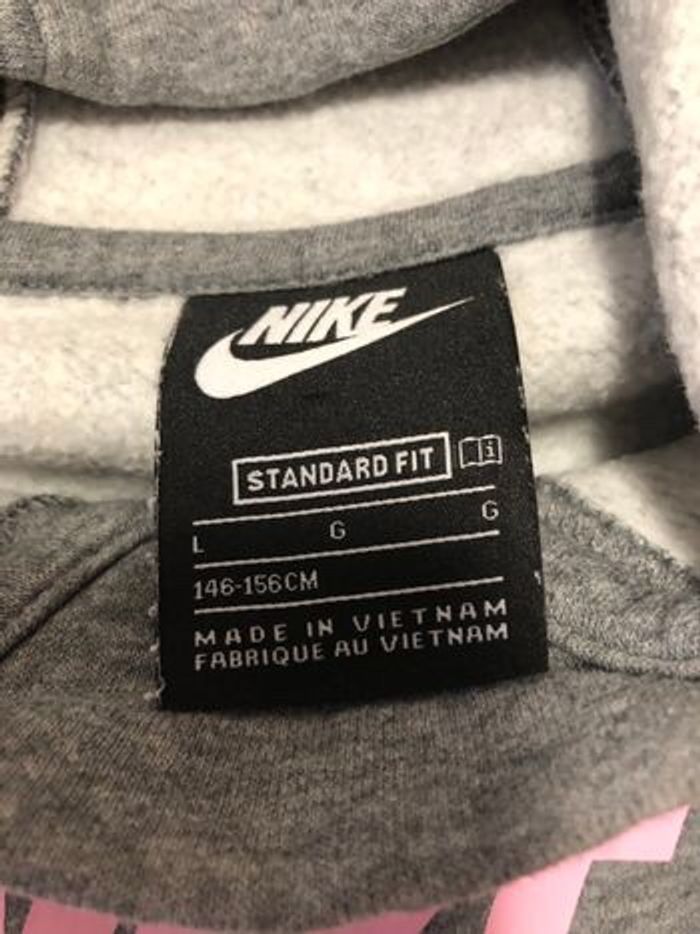 NIKE
STANDARD FIT i
L G G
146-156CM
MADE IN VIETNAM
FABRIQUE AU VIETNAM